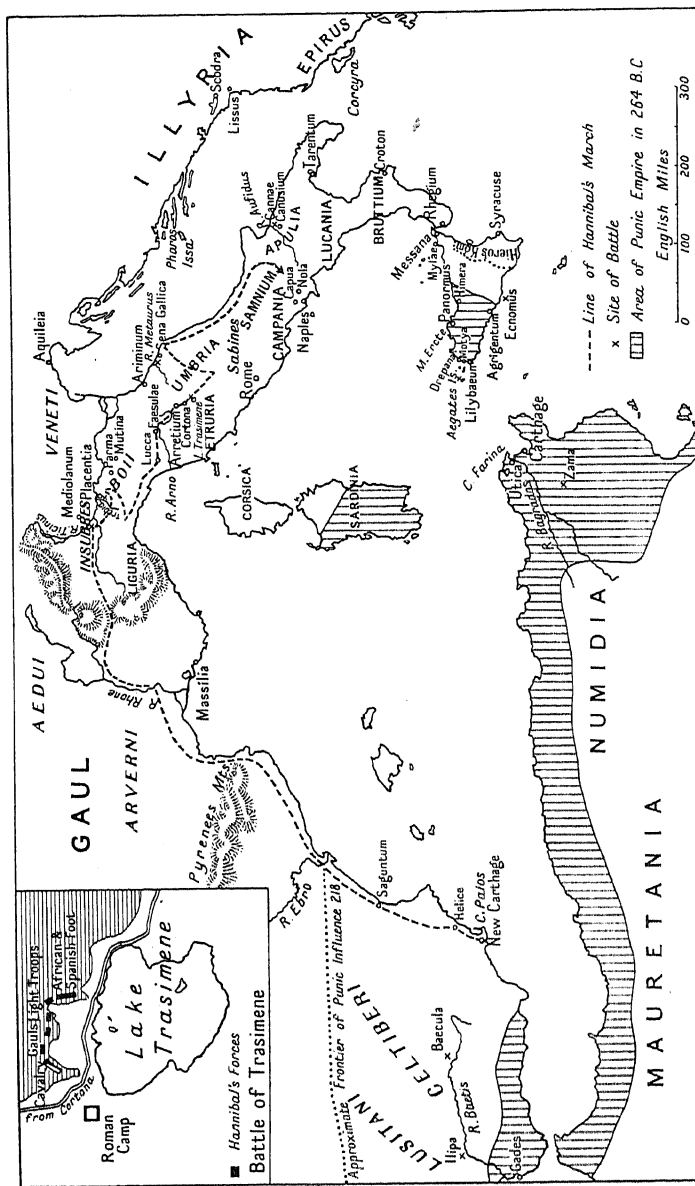 from Cortona
Cavalry
Gauls
Light Troops
African &
Spanish Foot
Roman
Camp
Lake
Trasimene
Hannibal's Forces
Battle of Trasimene
GAUL
AEDUI
ARVERNI
R. Rhone
Massilia
Pyrenees Mts.
R. Ebro
Approximate Frontier of Punic Influence 218
Saguntum
Helice
C. Palos
New Carthage
CELTIBERI
LUSITANI
Baecula
R. Baetis
Ilipa
Gades
MAURETANIA
NUMIDIA
VENETI
Aquileia
Mediolanum
INSUBRES
Placentia
R. Ticinus
BOII
Parma
Mutina
LIGURIA
Lucca
Faesulae
R. Arno
Arretium
Cortona
L. Trasimene
ETRURIA
Ariminum
R. Metaurus
Sena Gallica
UMBRIA
Sabines
Rome
SAMNIUM
CAMPANIA
Capua
Nola
Naples
APULIA
R. Aufidus
Cannae
Canusium
LUCANIA
Tarentum
BRUTTIUM
Croton
Rhegium
ILLYRIA
Pharos
Issa
Scodra
Lissus
EPIRUS
Corcyra
CORSICA
SARDINIA
Messana
Mylae
Hiero's King.
Syracuse
Panormus
Himera
M. Ercte
Drepana
Motya
Aegates Is.
Lilybaeum
Agrigentum
Ecnomus
C. Farina
Utica
Carthage
R. Bagradas
Zama
Line of Hannibal's March
x Site of Battle
Area of Punic Empire in 264 B.C
English Miles
0 100 200 300